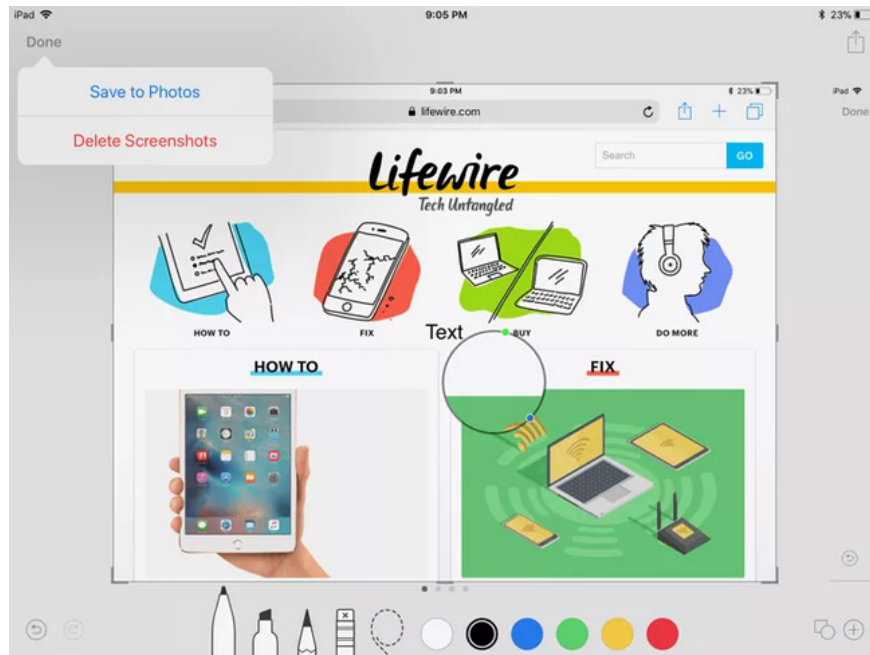 iPad
9:05 PM
23%
Done
Save to Photos
Delete Screenshots
9:03 PM
23%
lifewire.com
iPad
Done
Lifewire
Tech Untangled
Search
GO
HOW TO
FIX
Text
BUY
DO MORE
HOW TO
FIX